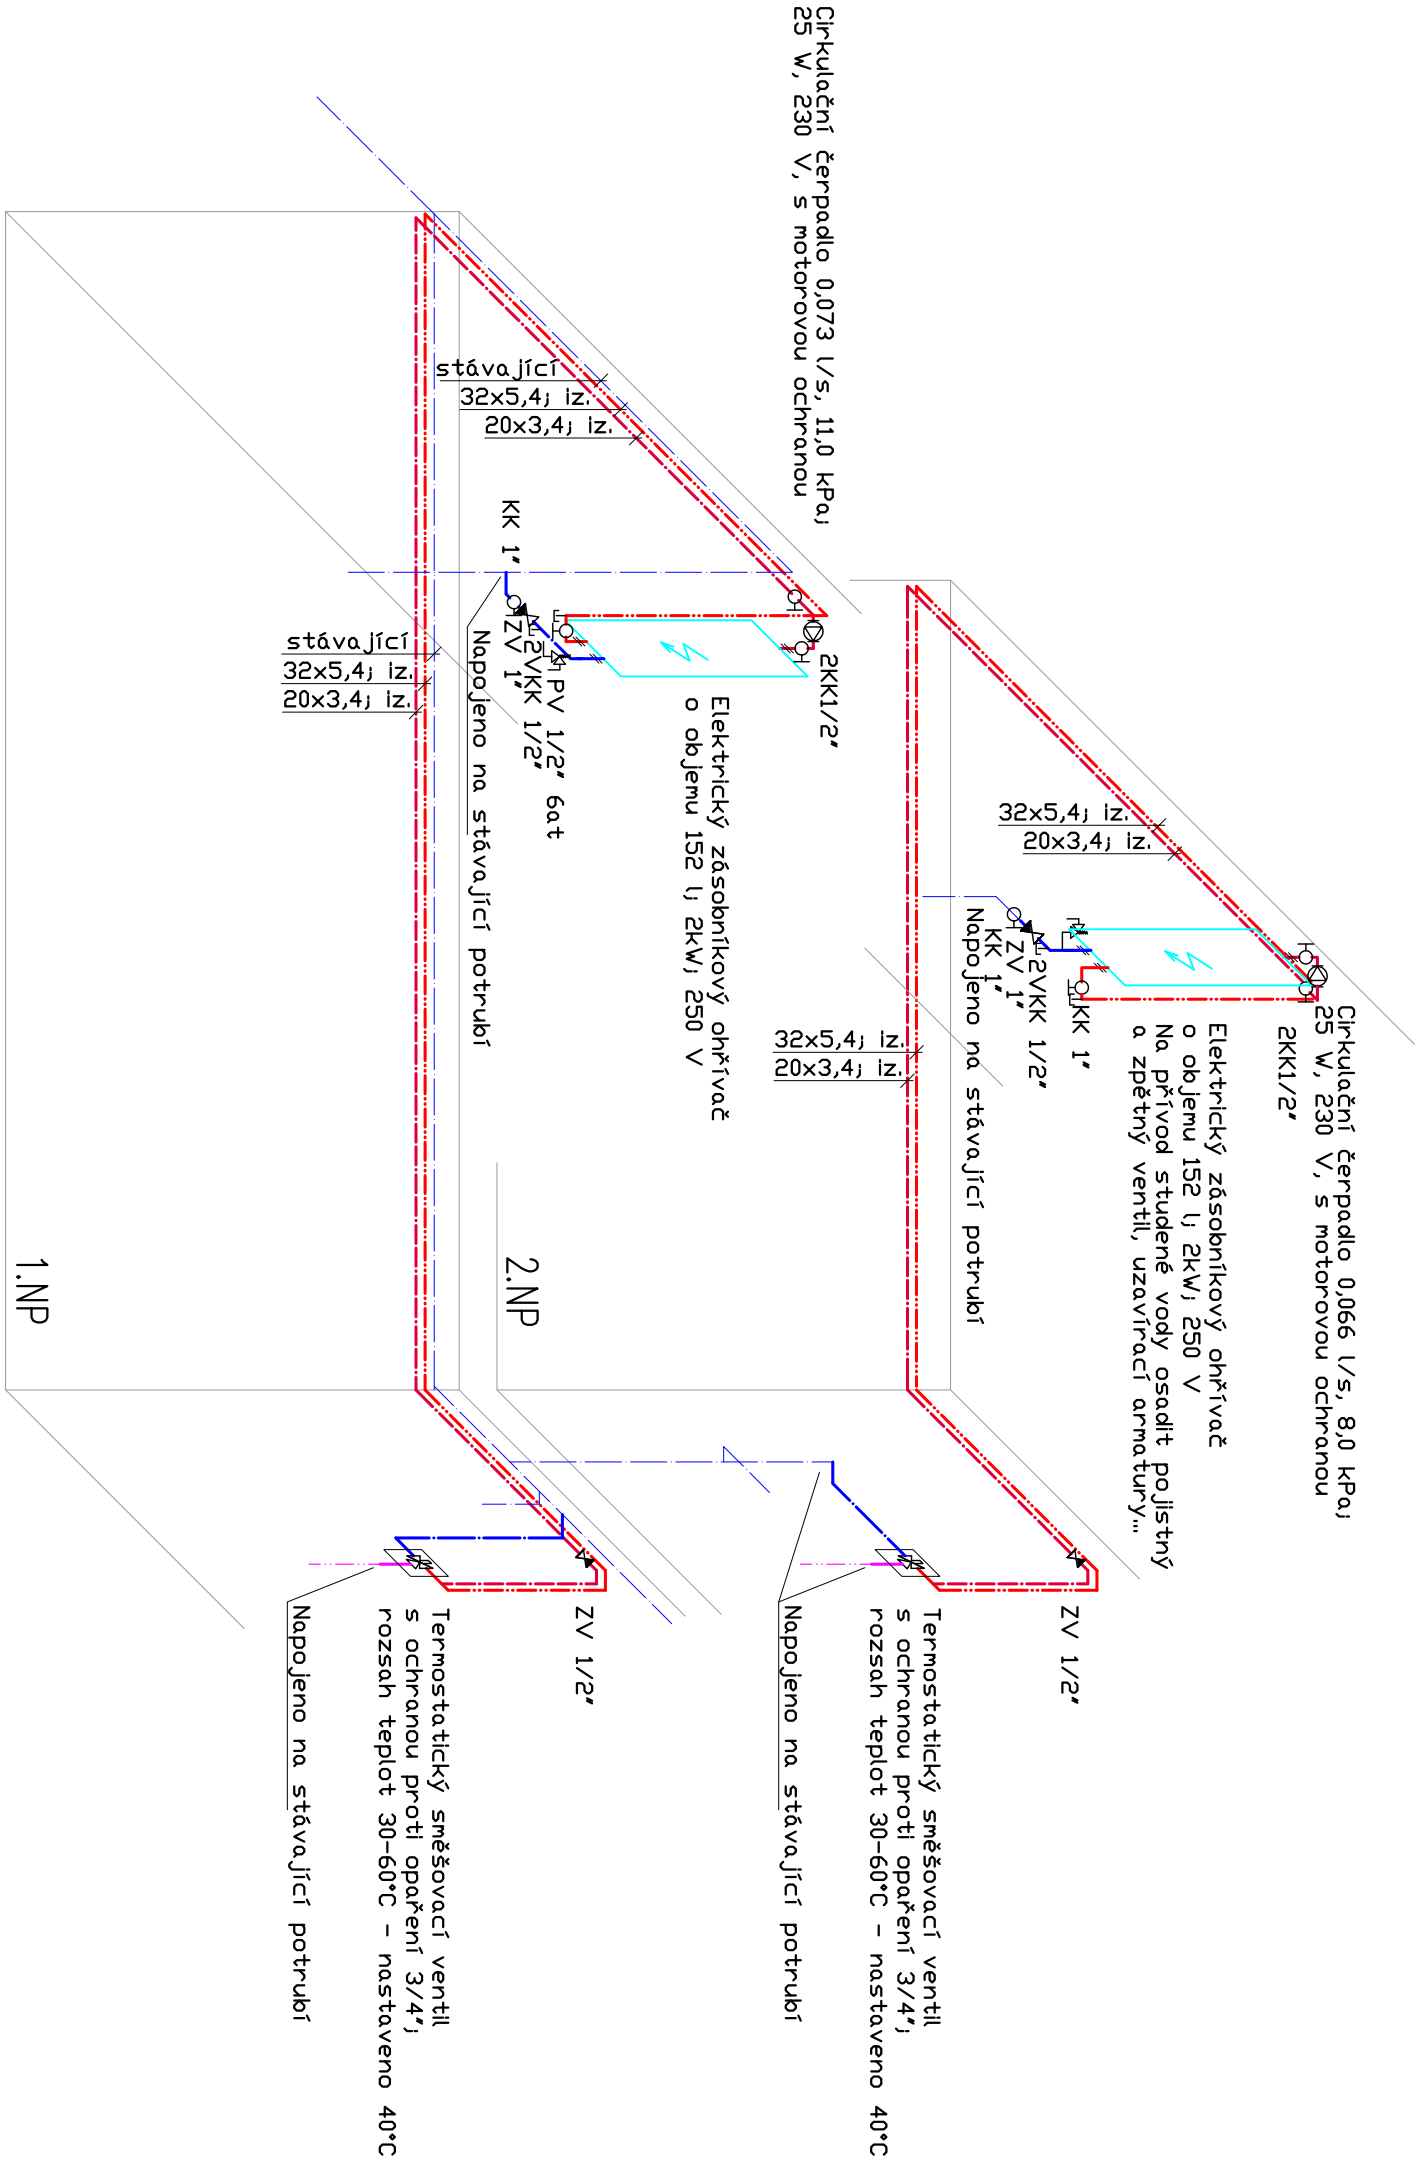 Cirkulační čerpadlo 0,066 l/s, 8,0 kPa;
25 W, 230 V, s motorovou ochranou
2KK1/2"
Elektrický zásobníkový ohřívač
o objemu 152 l; 2kW; 250 V
Na přívod studené vody osadit pojistný
a zpětný ventil, uzavírací armatury...
KK 1"
2VKK 1/2"
ZV 1"
KK 1"
Napojeno na stávající potrubí
32x5,4; iz.
20x3,4; iz.
32x5,4; iz.
20x3,4; iz.
ZV 1/2"
Termostatický směšovací ventil
s ochranou proti opaření 3/4";
rozsah teplot 30-60°C - nastaveno 40°C
Napojeno na stávající potrubí
2.NP
Cirkulační čerpadlo 0,073 l/s, 11,0 kPa;
25 W, 230 V, s motorovou ochranou
2KK1/2"
Elektrický zásobníkový ohřívač
o objemu 152 l; 2kW; 250 V
PV 1/2" 6at
2VKK 1/2"
ZV 1"
KK 1"
Napojeno na stávající potrubí
stávající
32x5,4; iz.
20x3,4; iz.
stávající
32x5,4; iz.
20x3,4; iz.
ZV 1/2"
Termostatický směšovací ventil
s ochranou proti opaření 3/4";
rozsah teplot 30-60°C - nastaveno 40°C
Napojeno na stávající potrubí
1.NP